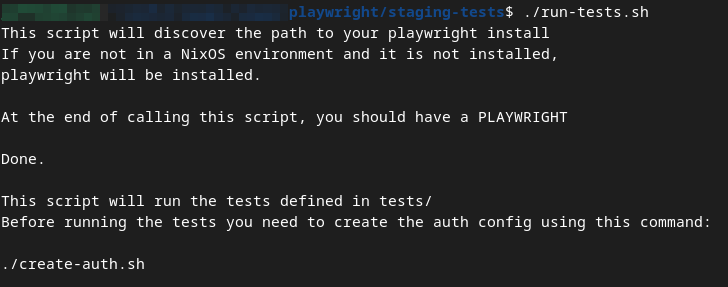 playwright/staging-tests$ ./run-tests.sh
This script will discover the path to your playwright install
If you are not in a NixOS environment and it is not installed,
playwright will be installed.
At the end of calling this script, you should have a PLAYWRIGHT
Done.
This script will run the tests defined in tests/
Before running the tests you need to create the auth config using this command:
./create-auth.sh